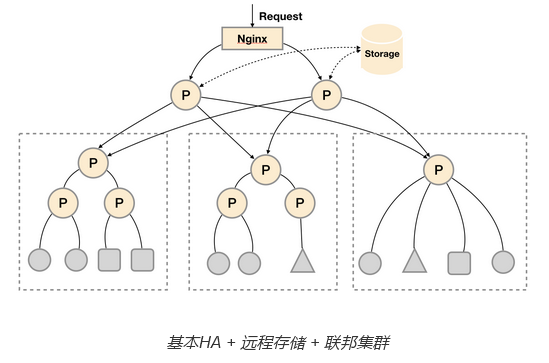 Request
Nginx
Storage
P P
P P P
P P P P
基本HA + 远程存储 + 联邦集群